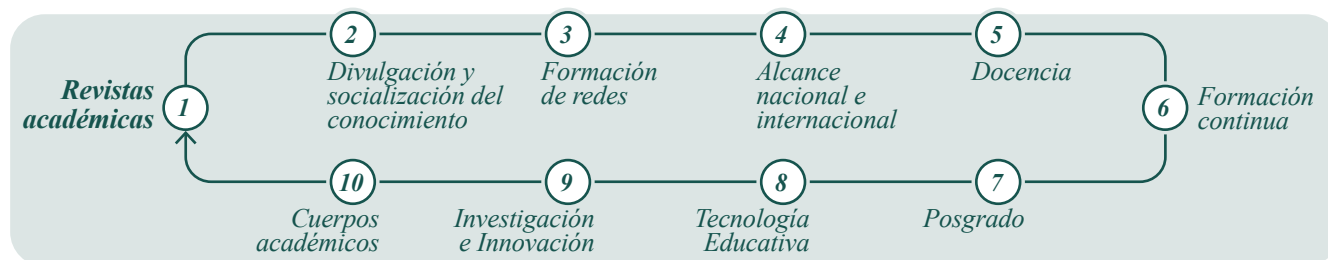 1
Revistas
académicas
2
Divulgación y
socialización del
conocimiento
3
Formación
de redes
4
Alcance
nacional e
internacional
5
Docencia
6
Formación
continua
7
Posgrado
8
Tecnología
Educativa
9
Investigación
e Innovación
10
Cuerpos
académicos